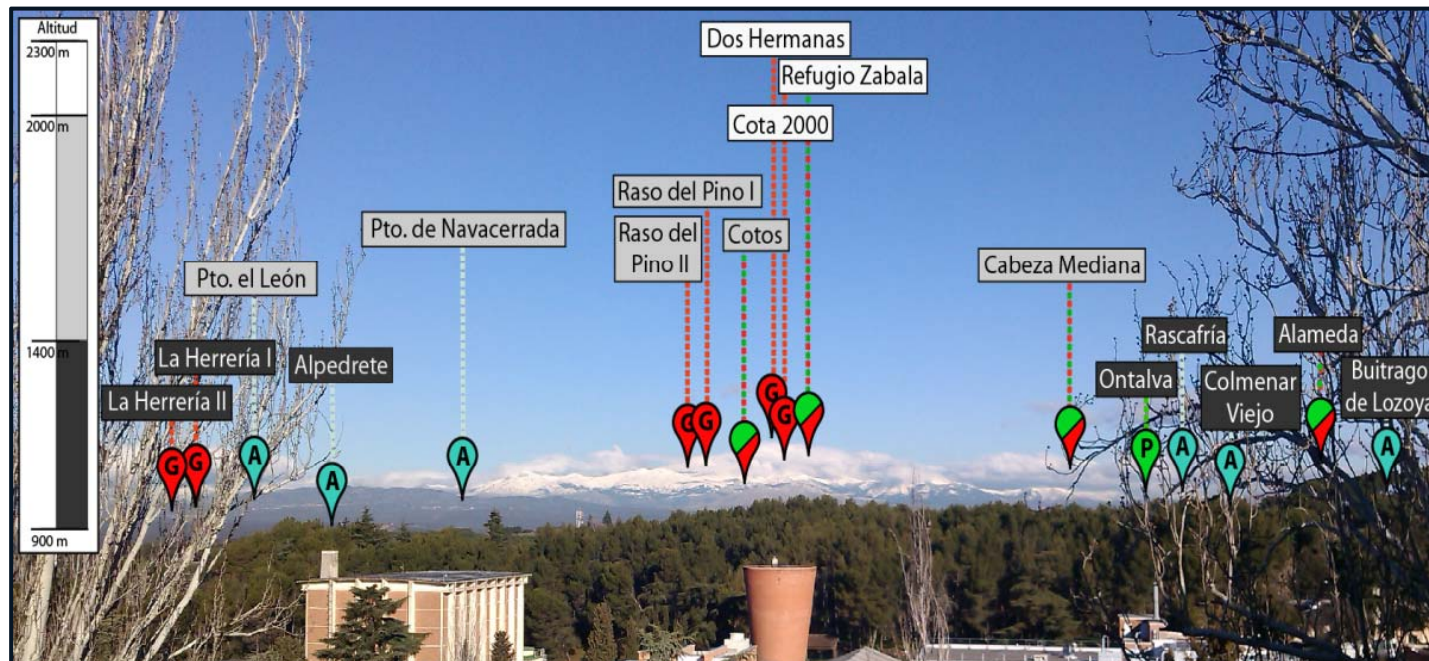 Altitud
2300 m
2000 m
1400 m
900 m
Dos Hermanas
Refugio Zabala
Cota 2000
Raso del Pino I
Raso del
Pino II
Cotos
Pto. de Navacerrada
Pto. el León
Cabeza Mediana
La Herrería I
La Herrería II
Alpedrete
Rascafría
Alameda
Ontalva
Colmenar
Viejo
Buitrago
de Lozoya
G
G
A
A
A
G
G
G
G
P
A
A
A